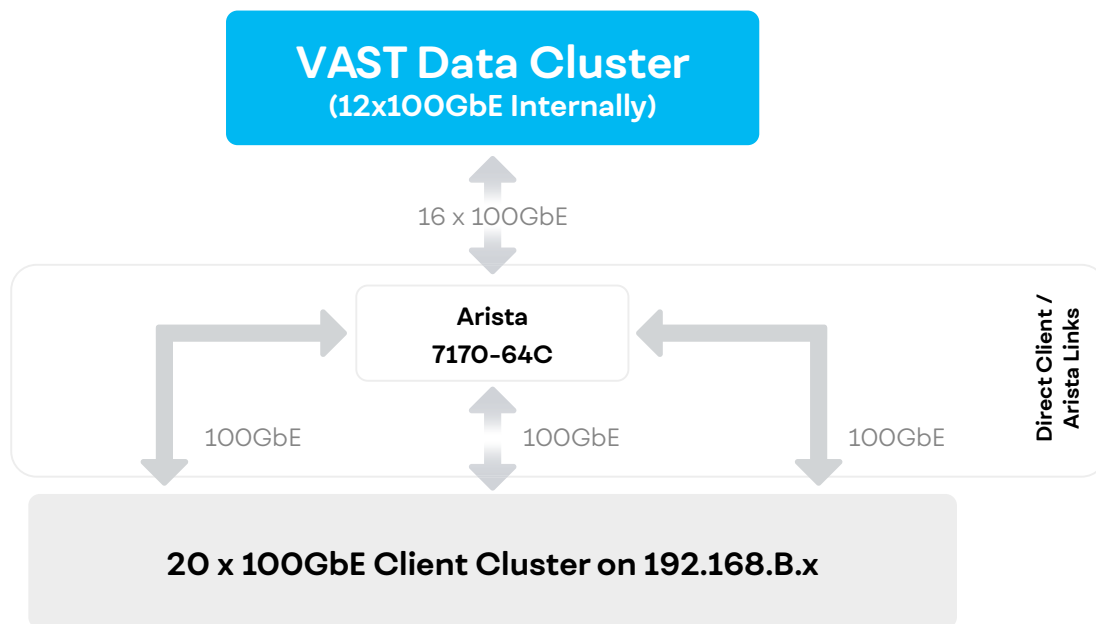 VAST Data Cluster
(12x100GbE Internally)
16 x 100GbE
Arista
7170-64C
Direct Client /
Arista Links
100GbE
100GbE
100GbE
20 x 100GbE Client Cluster on 192.168.B.x